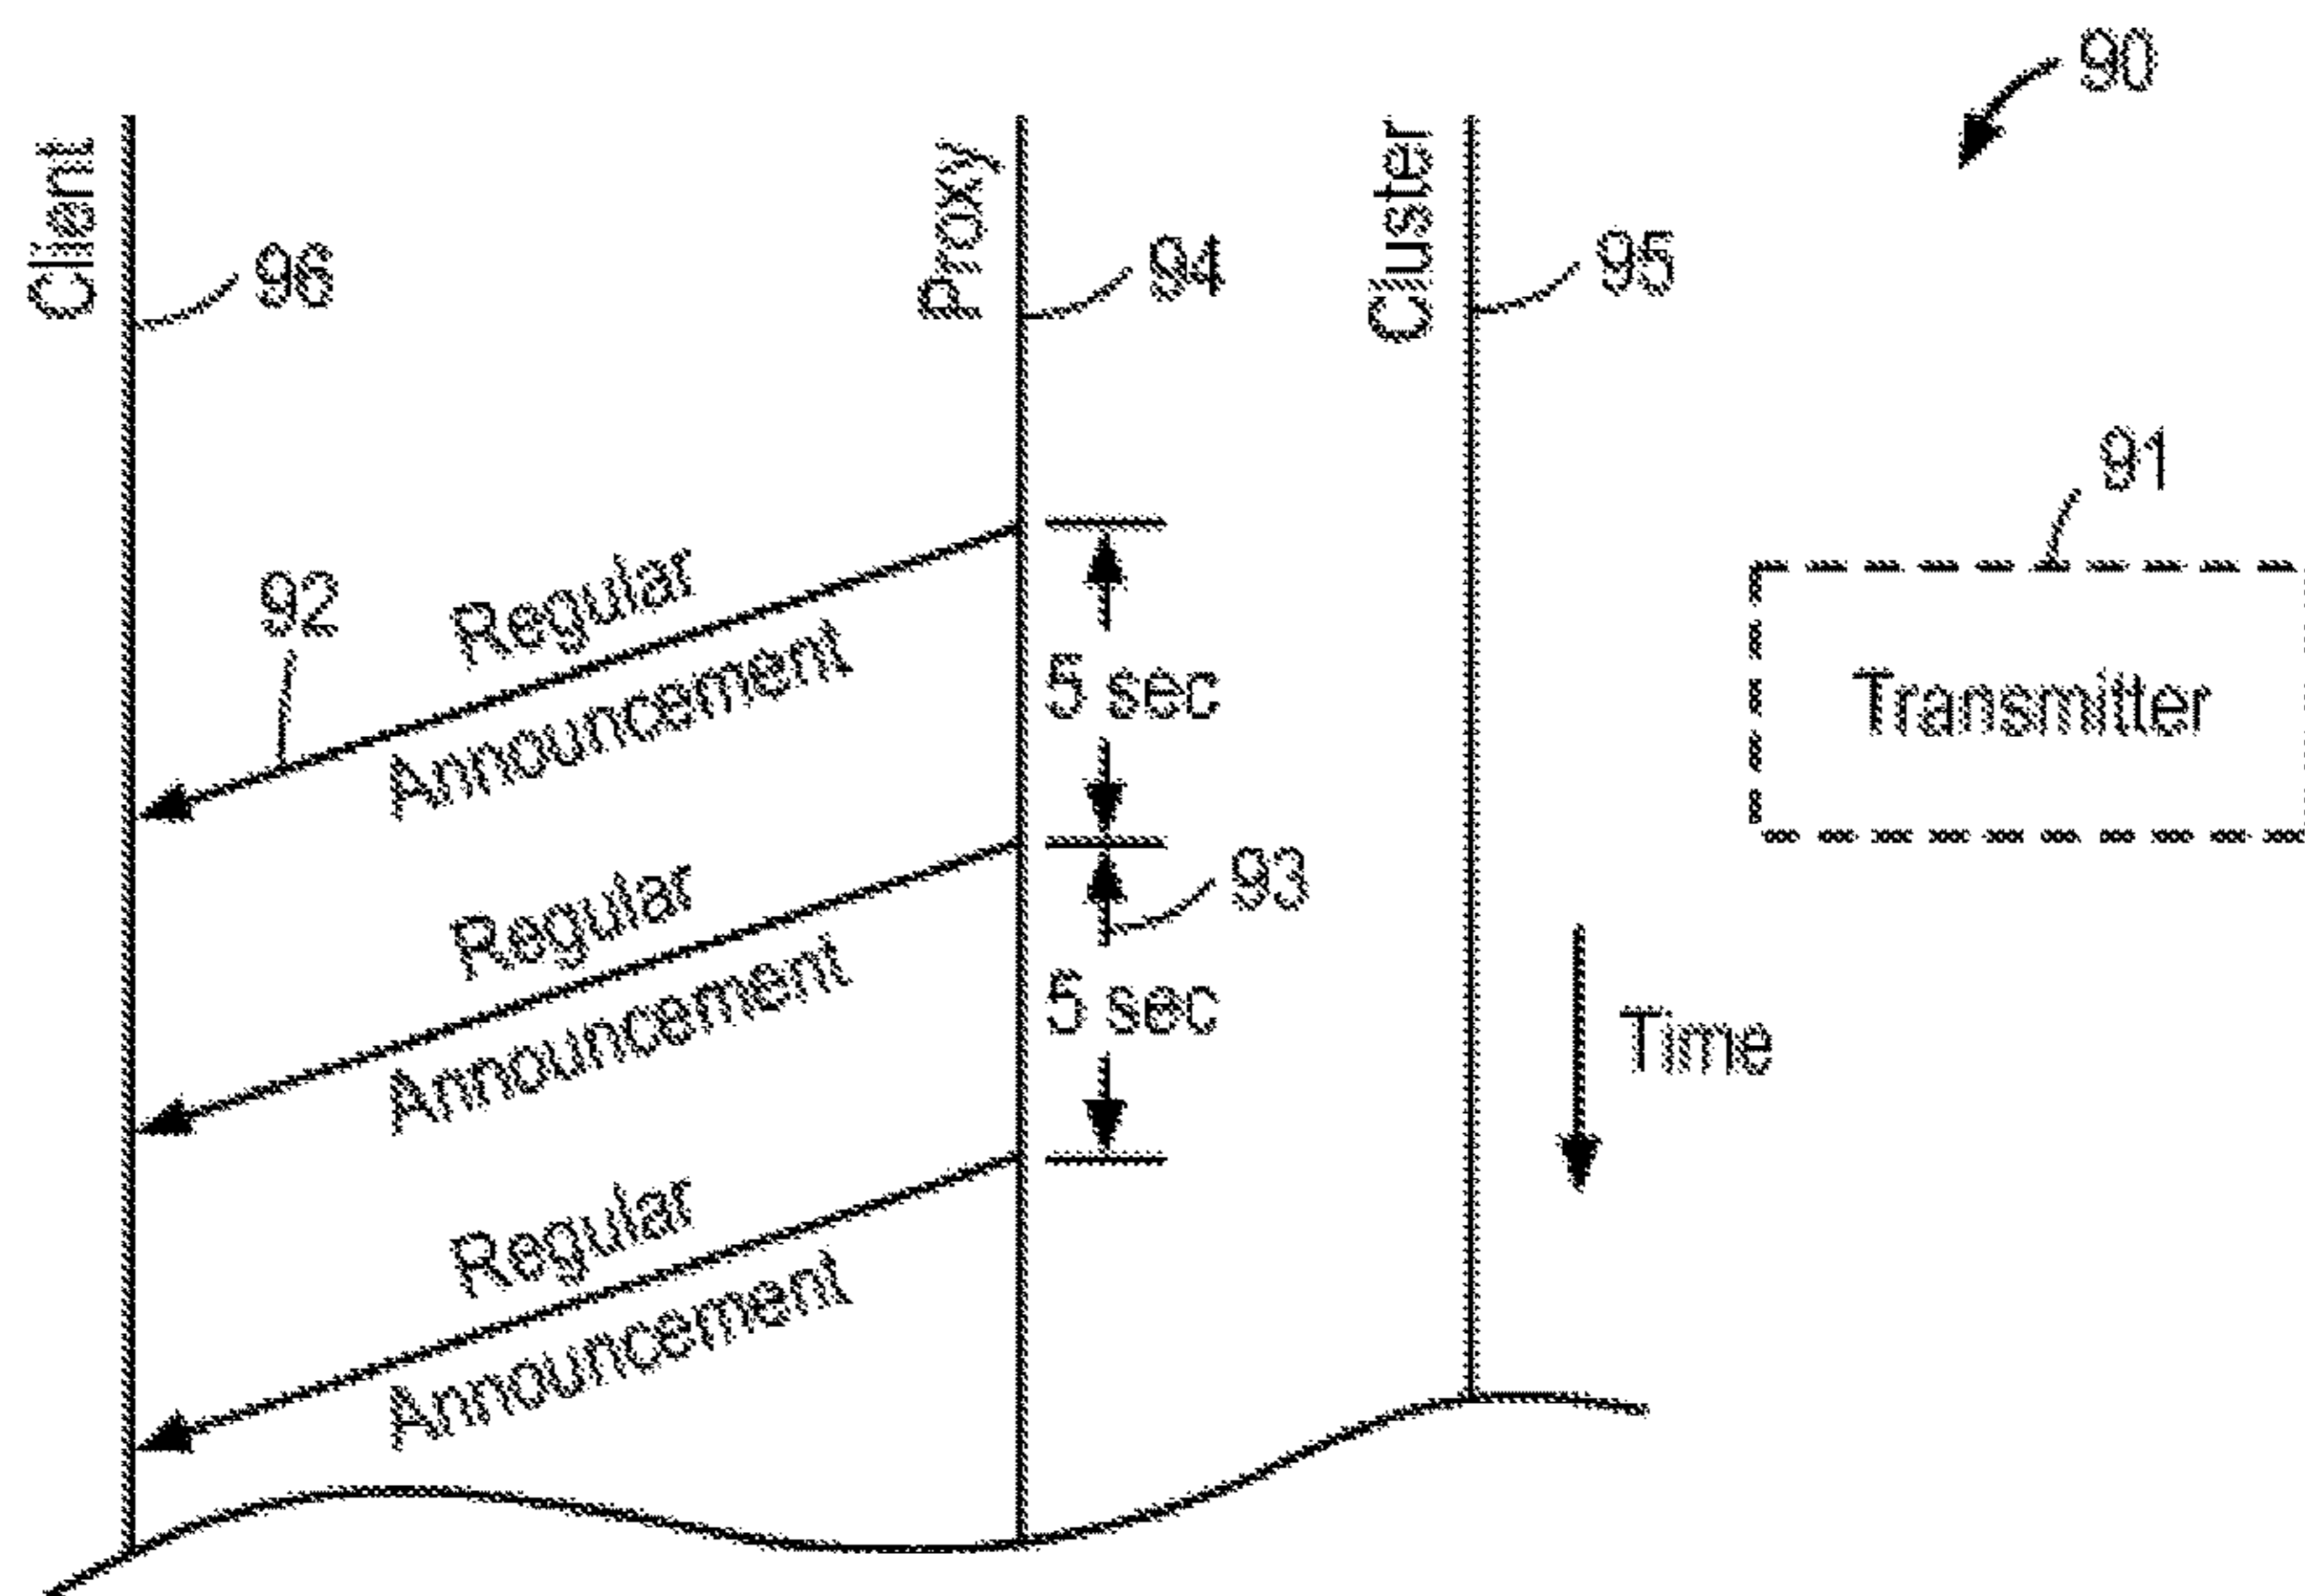 90
Client
Proxy
Cluster
96
94
95
91
92
Regular
Announcement
5 sec
Transmitter
93
Regular
Announcement
5 sec
Time
Regular
Announcement